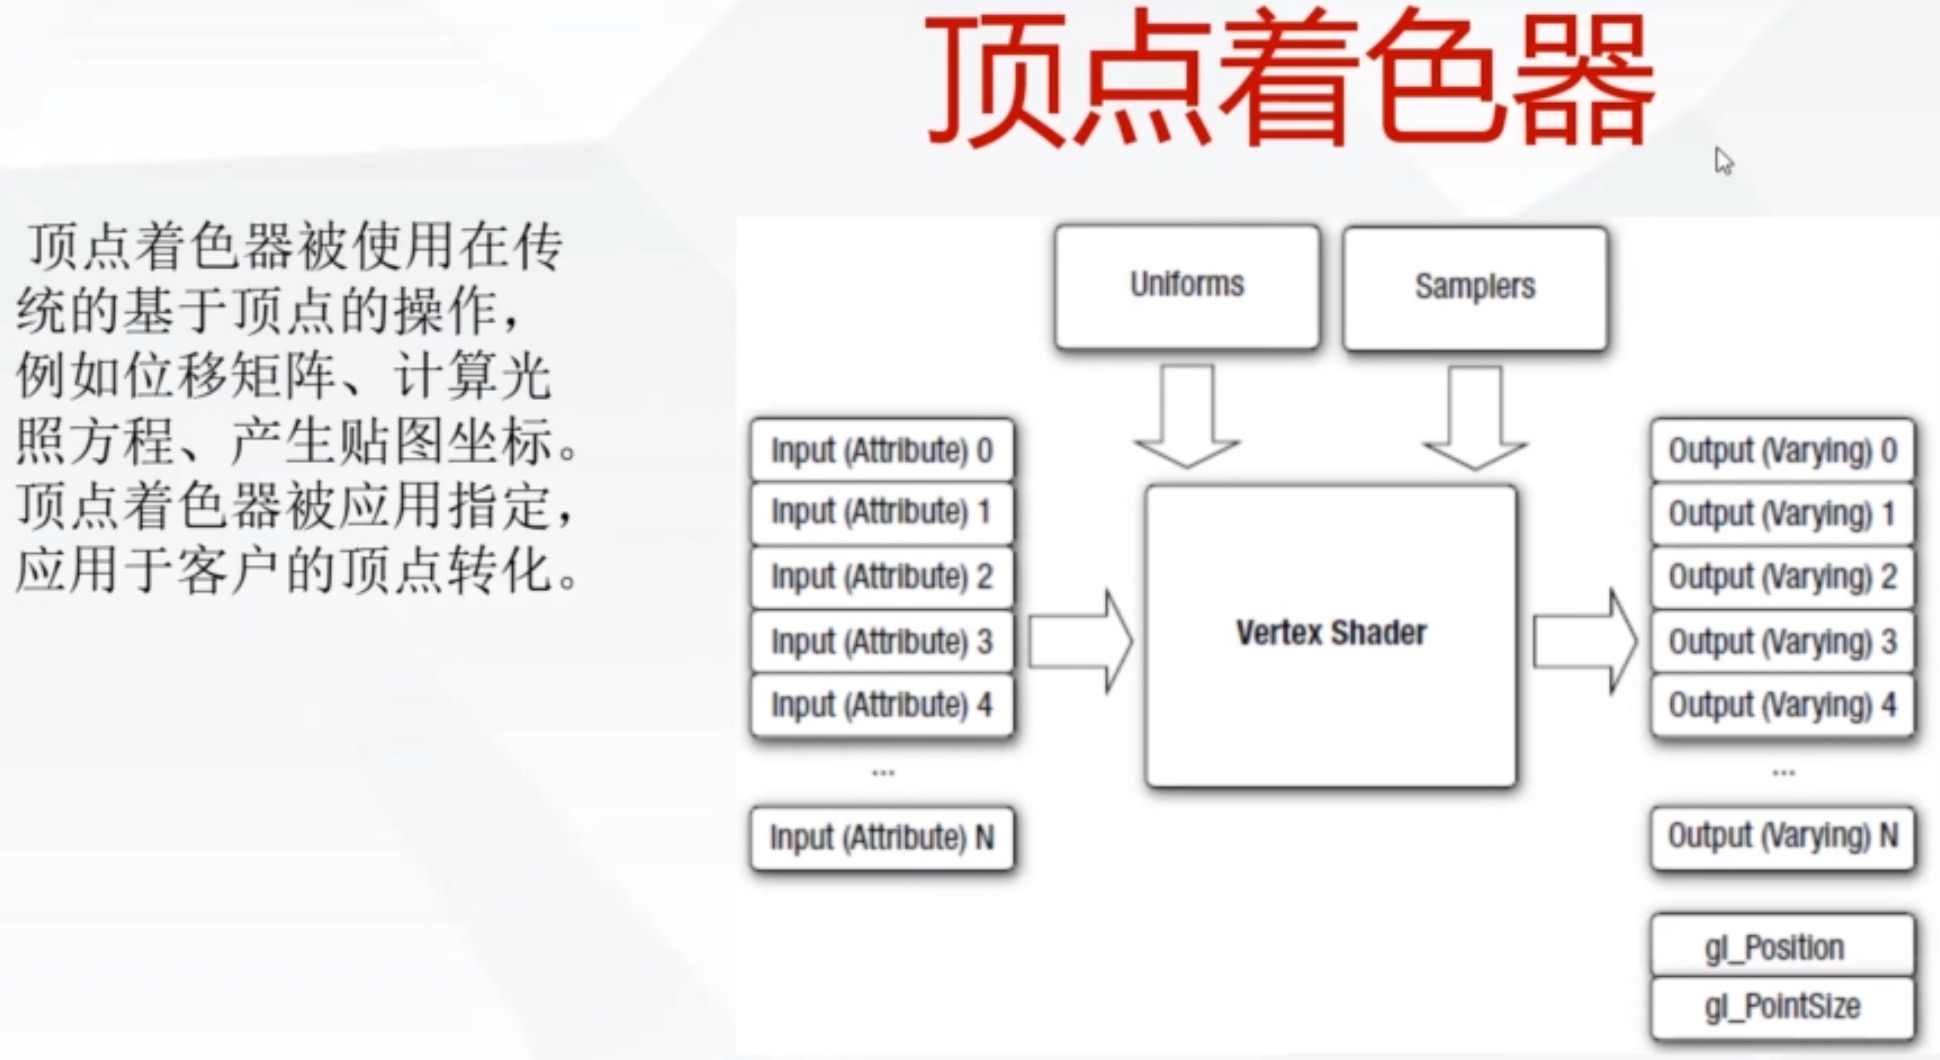 顶点着色器
顶点着色器被使用在传
统的基于顶点的操作，
例如位移矩阵、计算光
照方程、产生贴图坐标。
顶点着色器被应用指定，
应用于客户的顶点转化。
Uniforms
Samplers
Input (Attribute) 0
Input (Attribute) 1
Input (Attribute) 2
Input (Attribute) 3
Input (Attribute) 4
...
Input (Attribute) N
Vertex Shader
Output (Varying) 0
Output (Varying) 1
Output (Varying) 2
Output (Varying) 3
Output (Varying) 4
...
Output (Varying) N
gl_Position
gl_PointSize